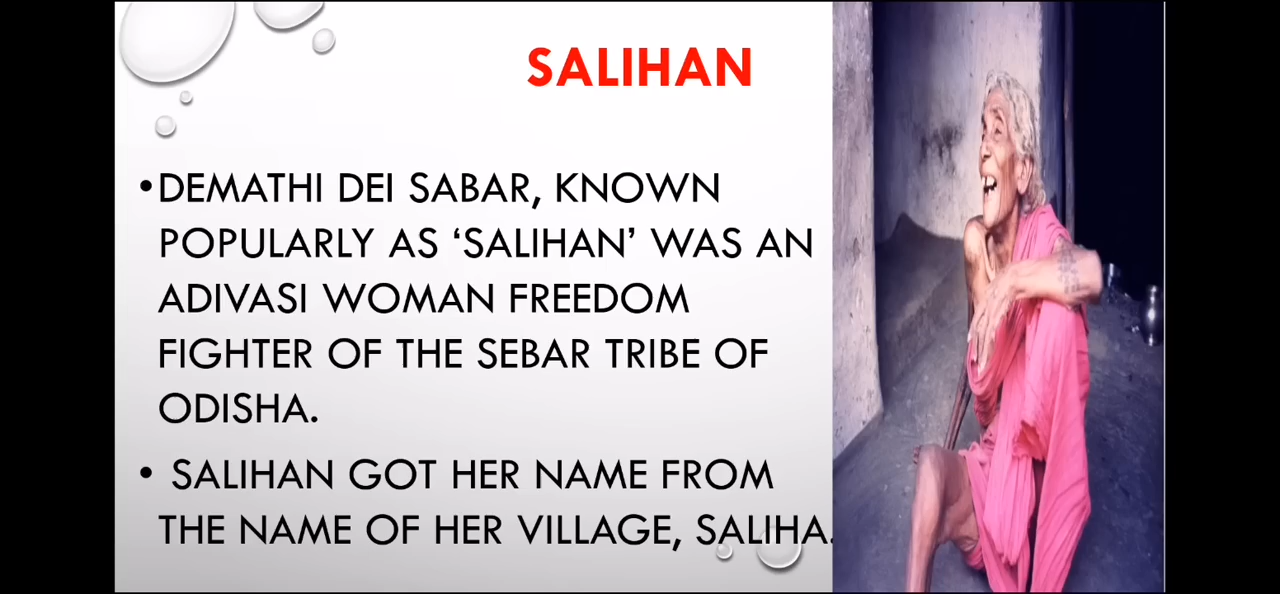 SALIHAN
•DEMATHI DEI SABAR, KNOWN
POPULARLY AS ‘SALIHAN’ WAS AN
ADIVASI WOMAN FREEDOM
FIGHTER OF THE SEBAR TRIBE OF
ODISHA.
• SALIHAN GOT HER NAME FROM
THE NAME OF HER VILLAGE, SALIHA.